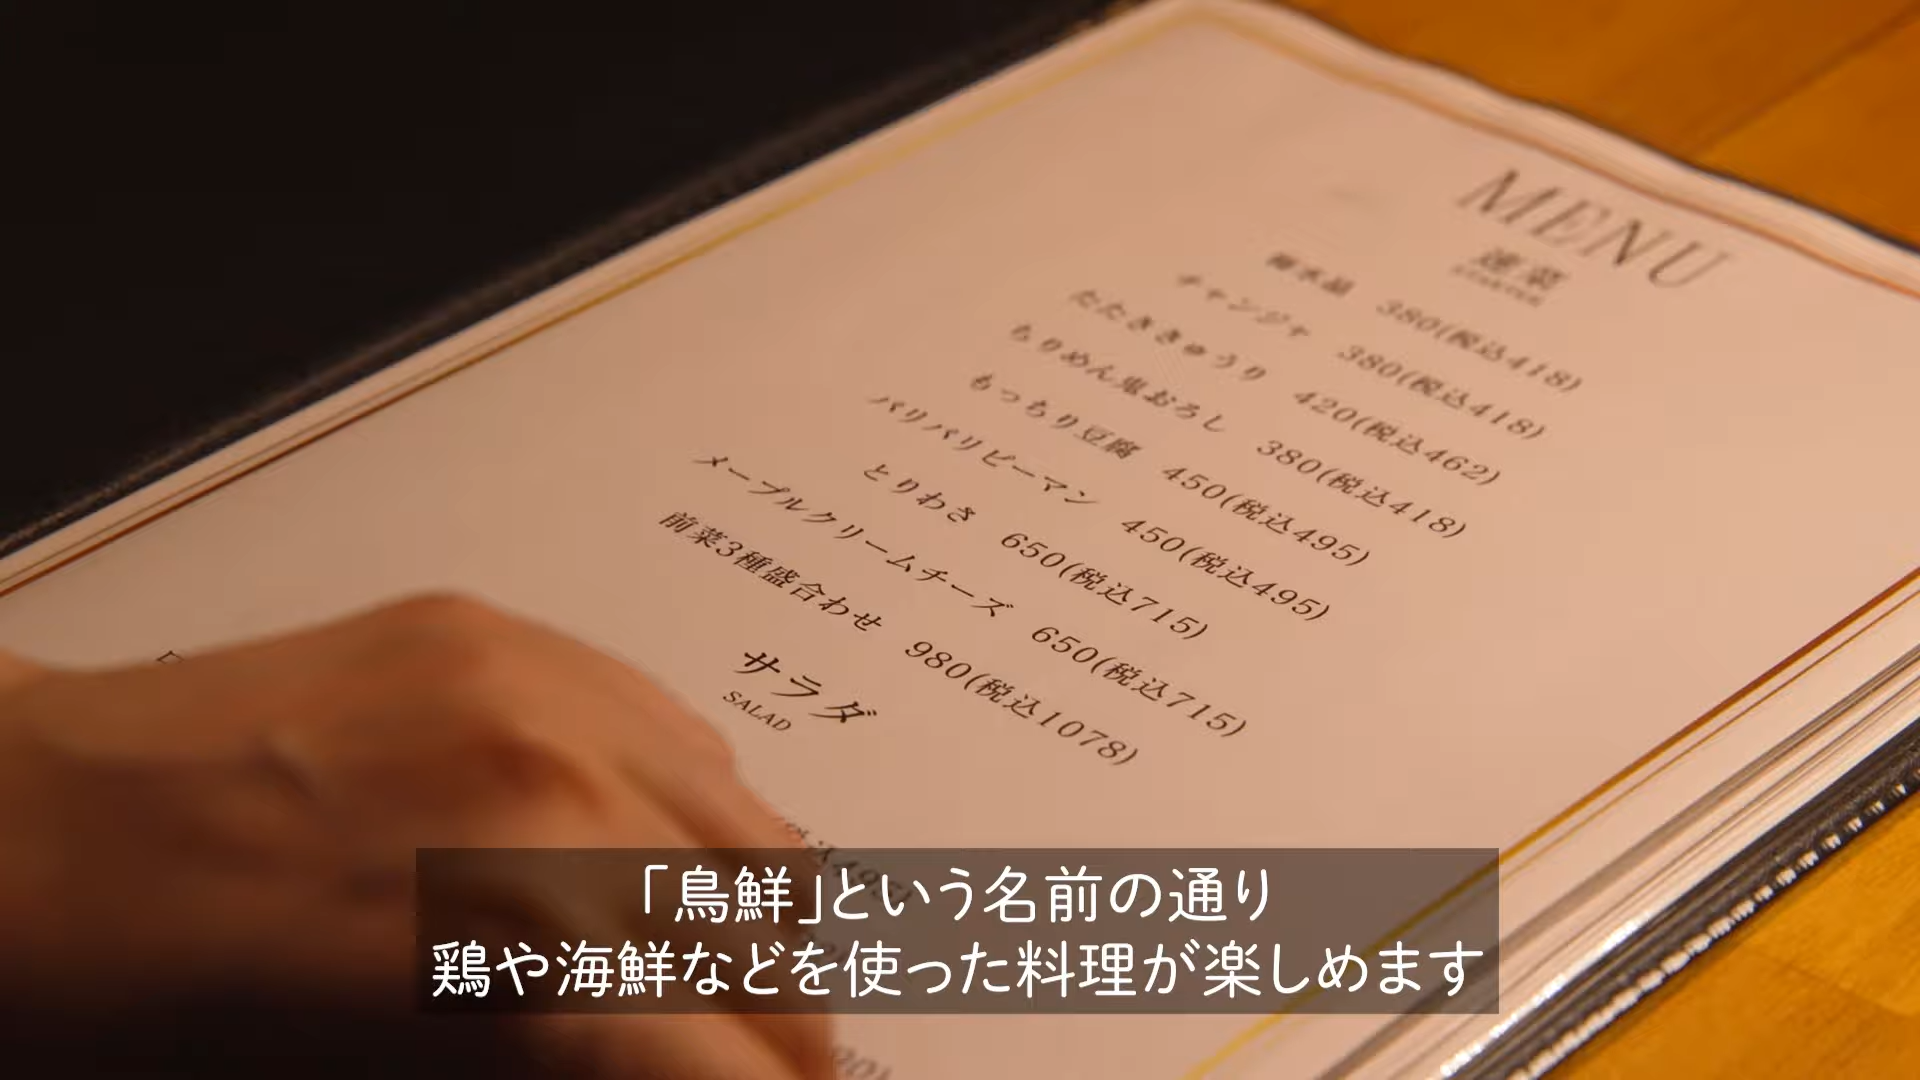 MENU
速菜
STARTER
梅水晶 380(税込418)
チャンジャ 380(税込418)
たたききゅうり 420(税込462)
ちりめん鬼おろし 380(税込418)
もっちり豆腐 450(税込495)
パリパリピーマン 450(税込495)
とりわさ 650(税込715)
メープルクリームチーズ 650(税込715)
前菜3種盛合わせ 980(税込1078)
サラダ
SALAD
税込495)
「鳥鮮」という名前の通り
鶏や海鮮などを使った料理が楽しめます